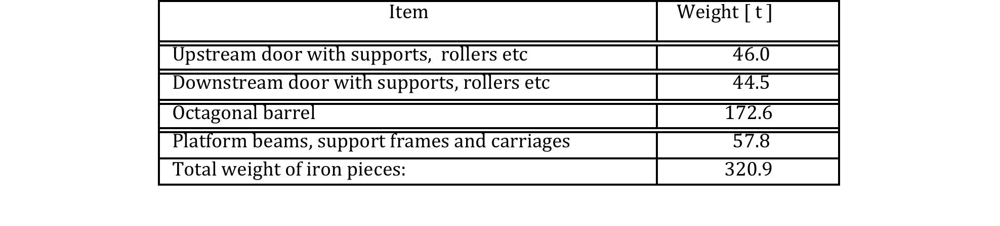 Item Weight [ t ]
Upstream door with supports, rollers etc 46.0
Downstream door with supports, rollers etc 44.5
Octagonal barrel 172.6
Platform beams, support frames and carriages 57.8
Total weight of iron pieces: 320.9